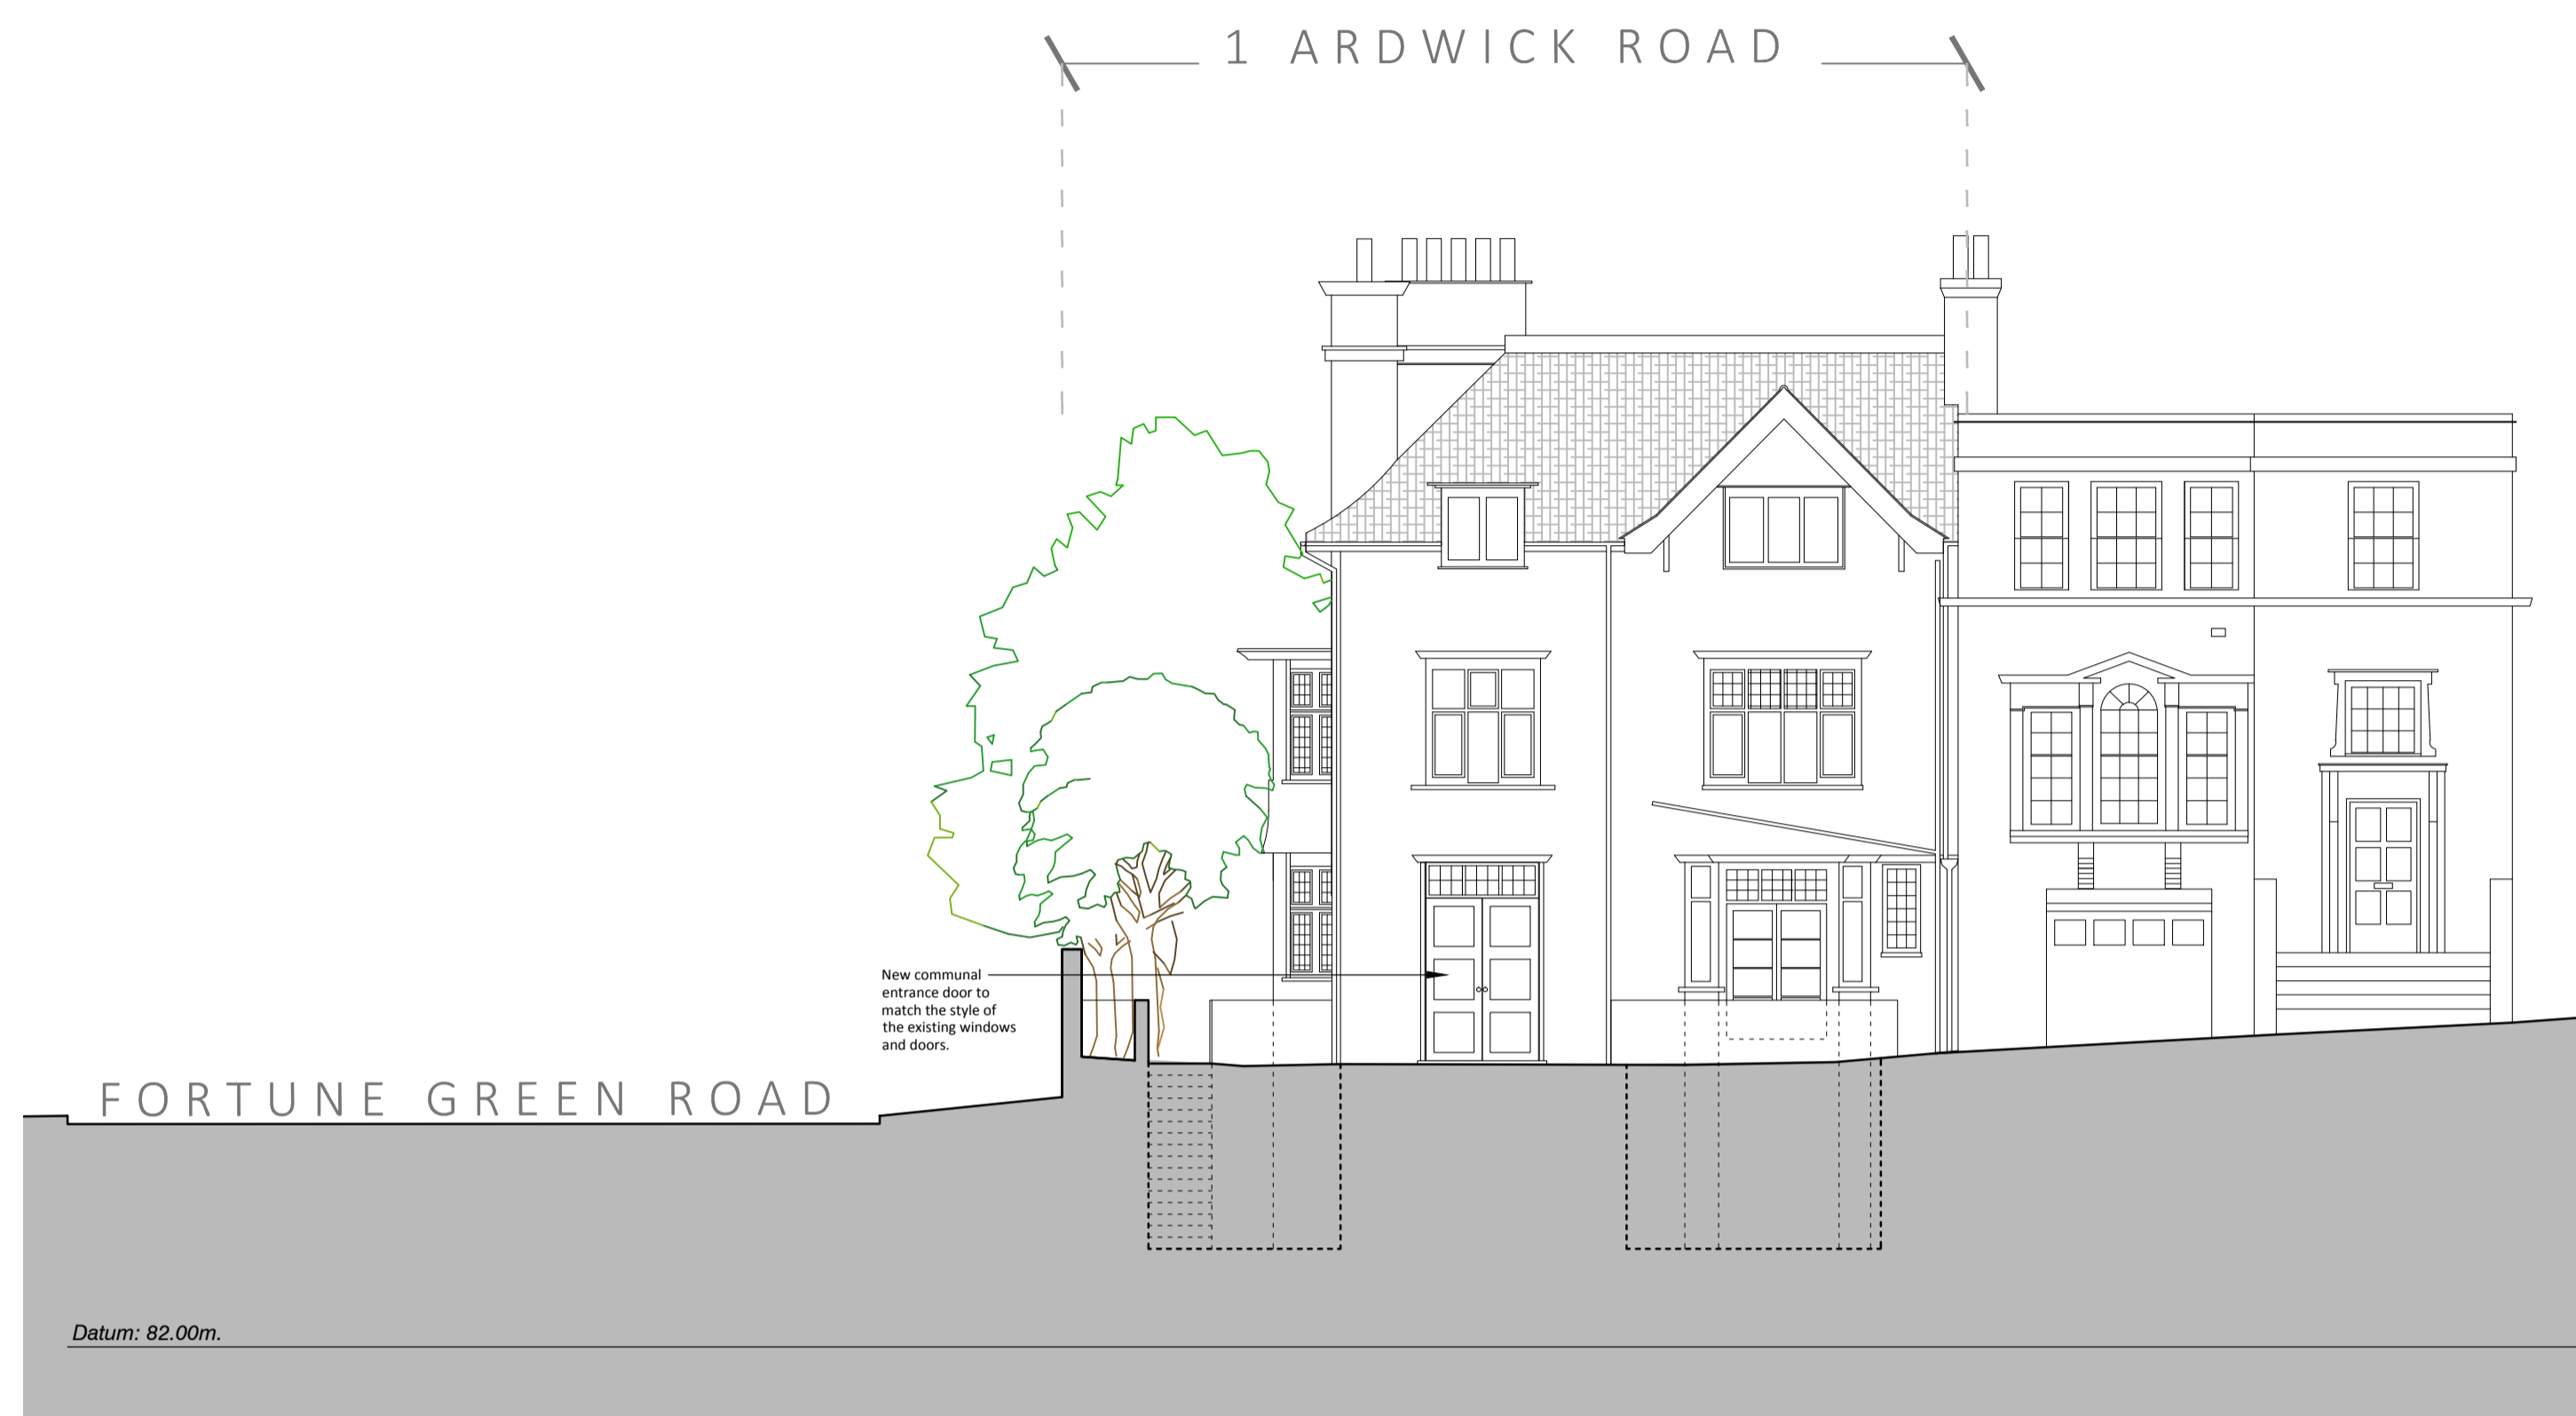 1 ARDWICK ROAD
New communal
entrance door to
match the style of
the existing windows
and doors.
FORTUNE GREEN ROAD
Datum: 82.00m.